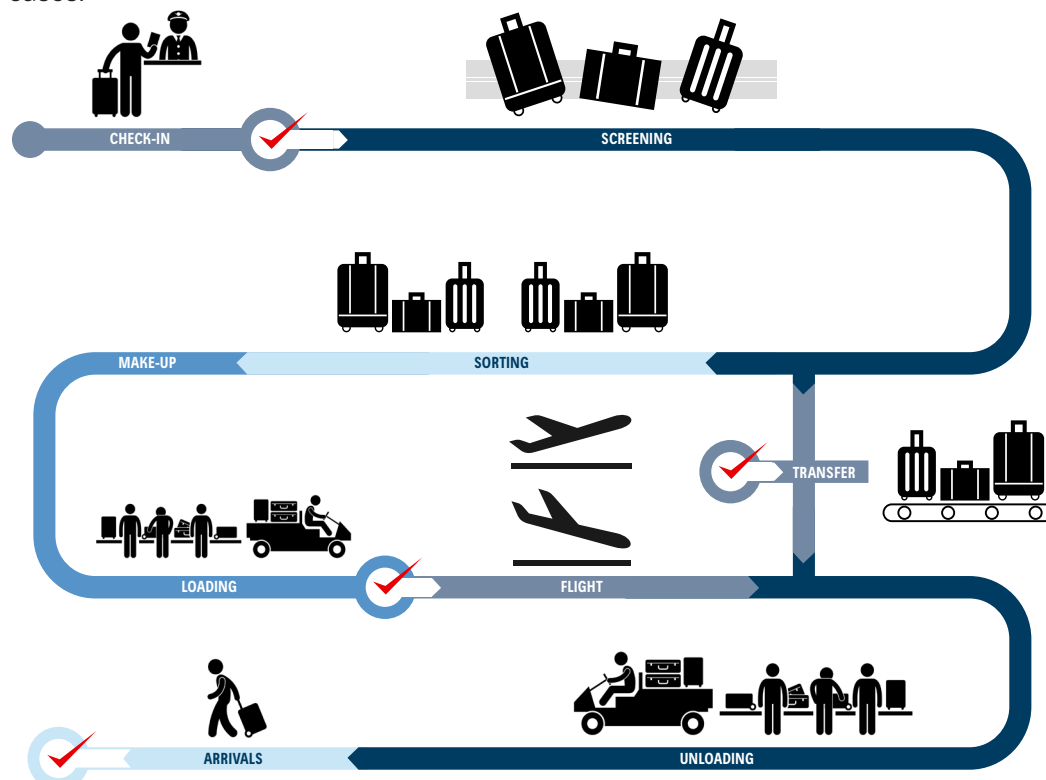 CHECK-IN
SCREENING
MAKE-UP
SORTING
TRANSFER
LOADING
FLIGHT
ARRIVALS
UNLOADING